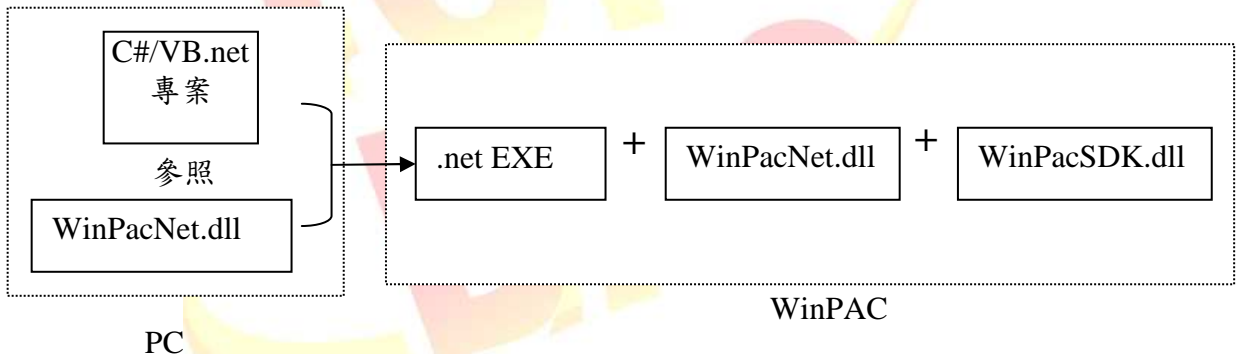 C#/VB.net
專案
參照
WinPacNet.dll
.net EXE
+
WinPacNet.dll
+
WinPacSDK.dll
WinPAC
PC